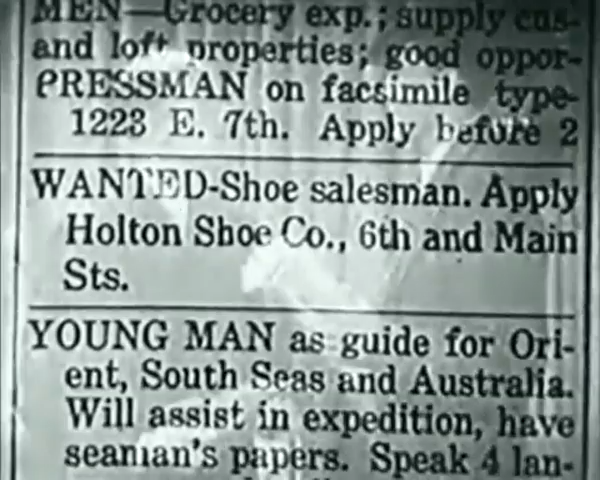 MEN—Grocery exp.; supply cus-
and loft properties; good oppor-
PRESSMAN on facsimile type-
1223 E. 7th. Apply before 2
WANTED-Shoe salesman. Apply
Holton Shoe Co., 6th and Main
Sts.
YOUNG MAN as guide for Ori-
ent, South Seas and Australia.
Will assist in expedition, have
seaman's papers. Speak 4 lan-